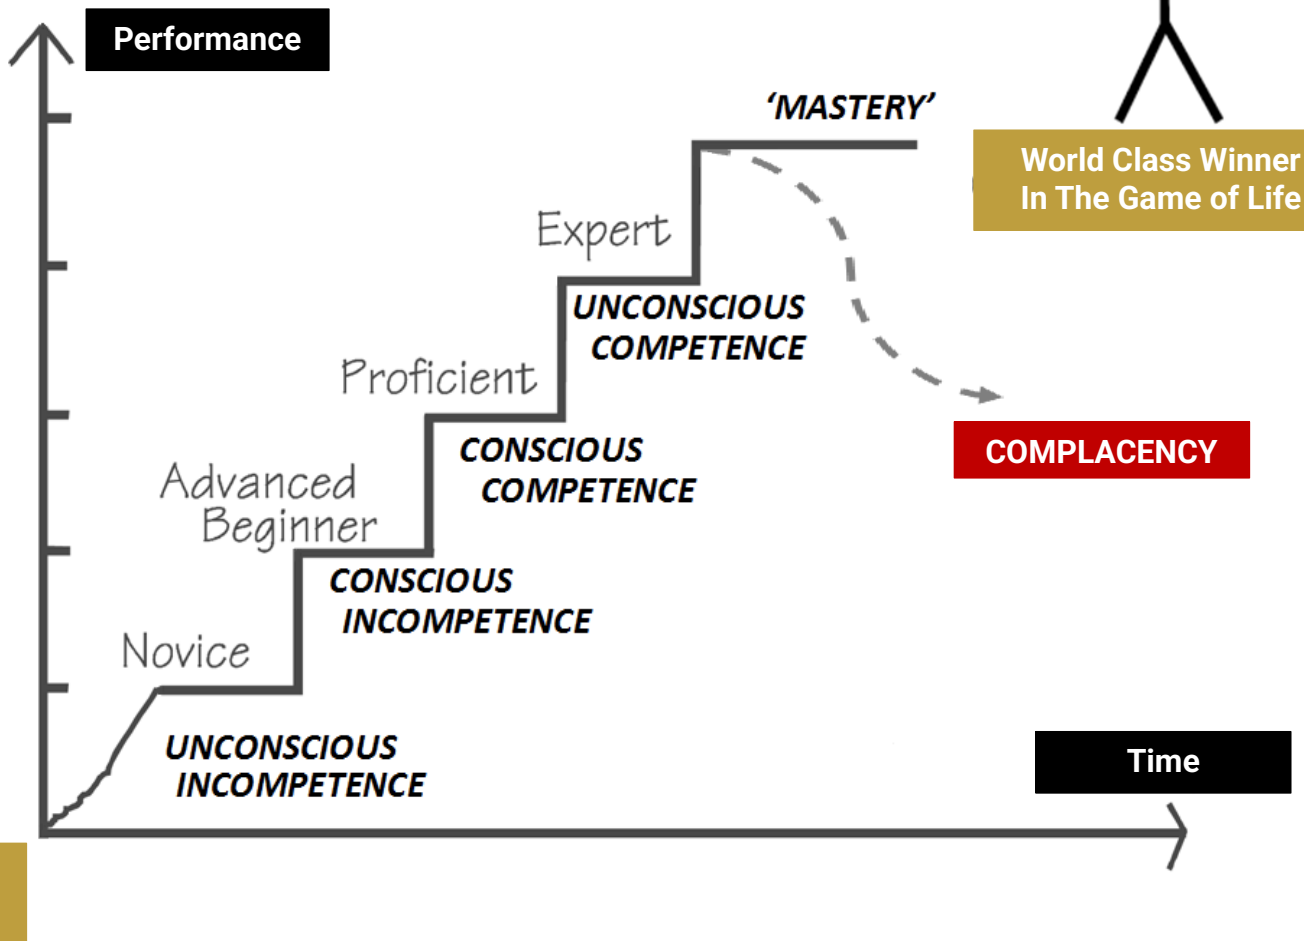 Performance
‘MASTERY’
World Class Winner
In The Game of Life
Expert
UNCONSCIOUS
COMPETENCE
Proficient
CONSCIOUS
COMPETENCE
COMPLACENCY
Advanced
Beginner
CONSCIOUS
INCOMPETENCE
Novice
UNCONSCIOUS
INCOMPETENCE
Time